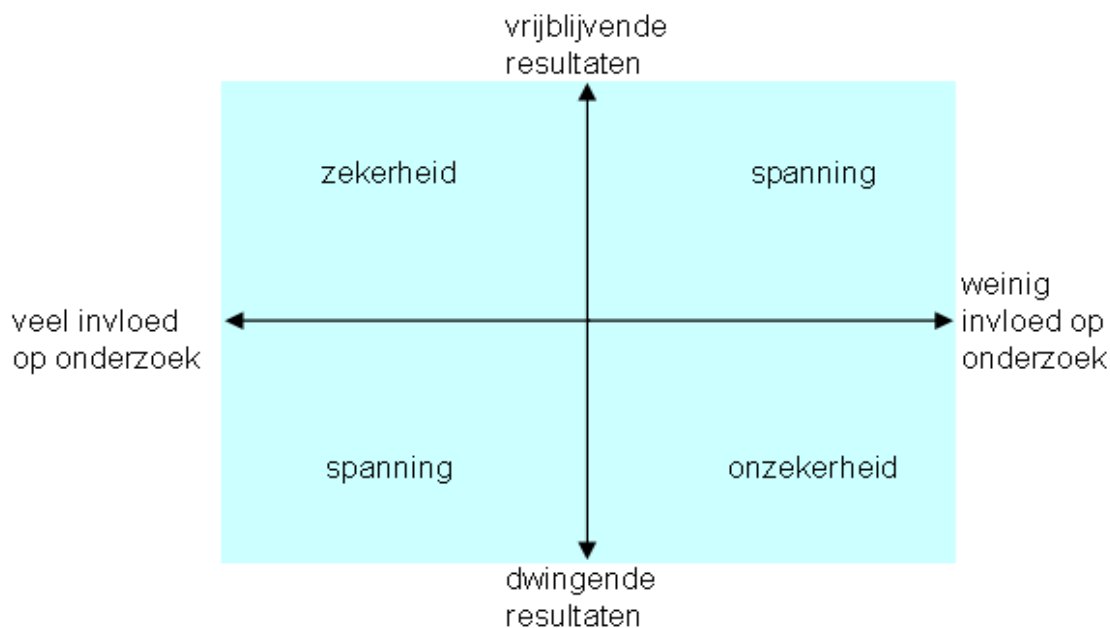 vrijblijvende
resultaten
zekerheid
spanning
veel invloed
op onderzoek
weinig
invloed op
onderzoek
spanning
onzekerheid
dwingende
resultaten